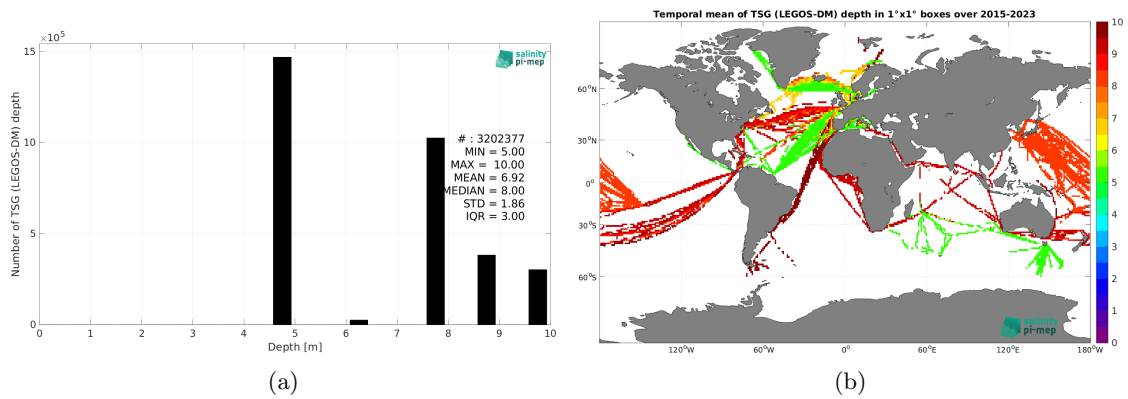 ×10⁵
15
10
5
0
Number of TSG (LEGOS-DM) depth
salinity
pi-mep
# : 3202377
MIN = 5.00
MAX = 10.00
MEAN = 6.92
MEDIAN = 8.00
STD = 1.86
IQR = 3.00
0 1 2 3 4 5 6 7 8 9 10
Depth [m]
(a)
Temporal mean of TSG (LEGOS-DM) depth in 1°x1° boxes over 2015-2023
60°N
30°N
0°
30°S
60°S
120°W 60°W 0° 60°E 120°E 180°W
salinity
pi-mep
10
9
8
7
6
5
4
3
2
1
0
(b)